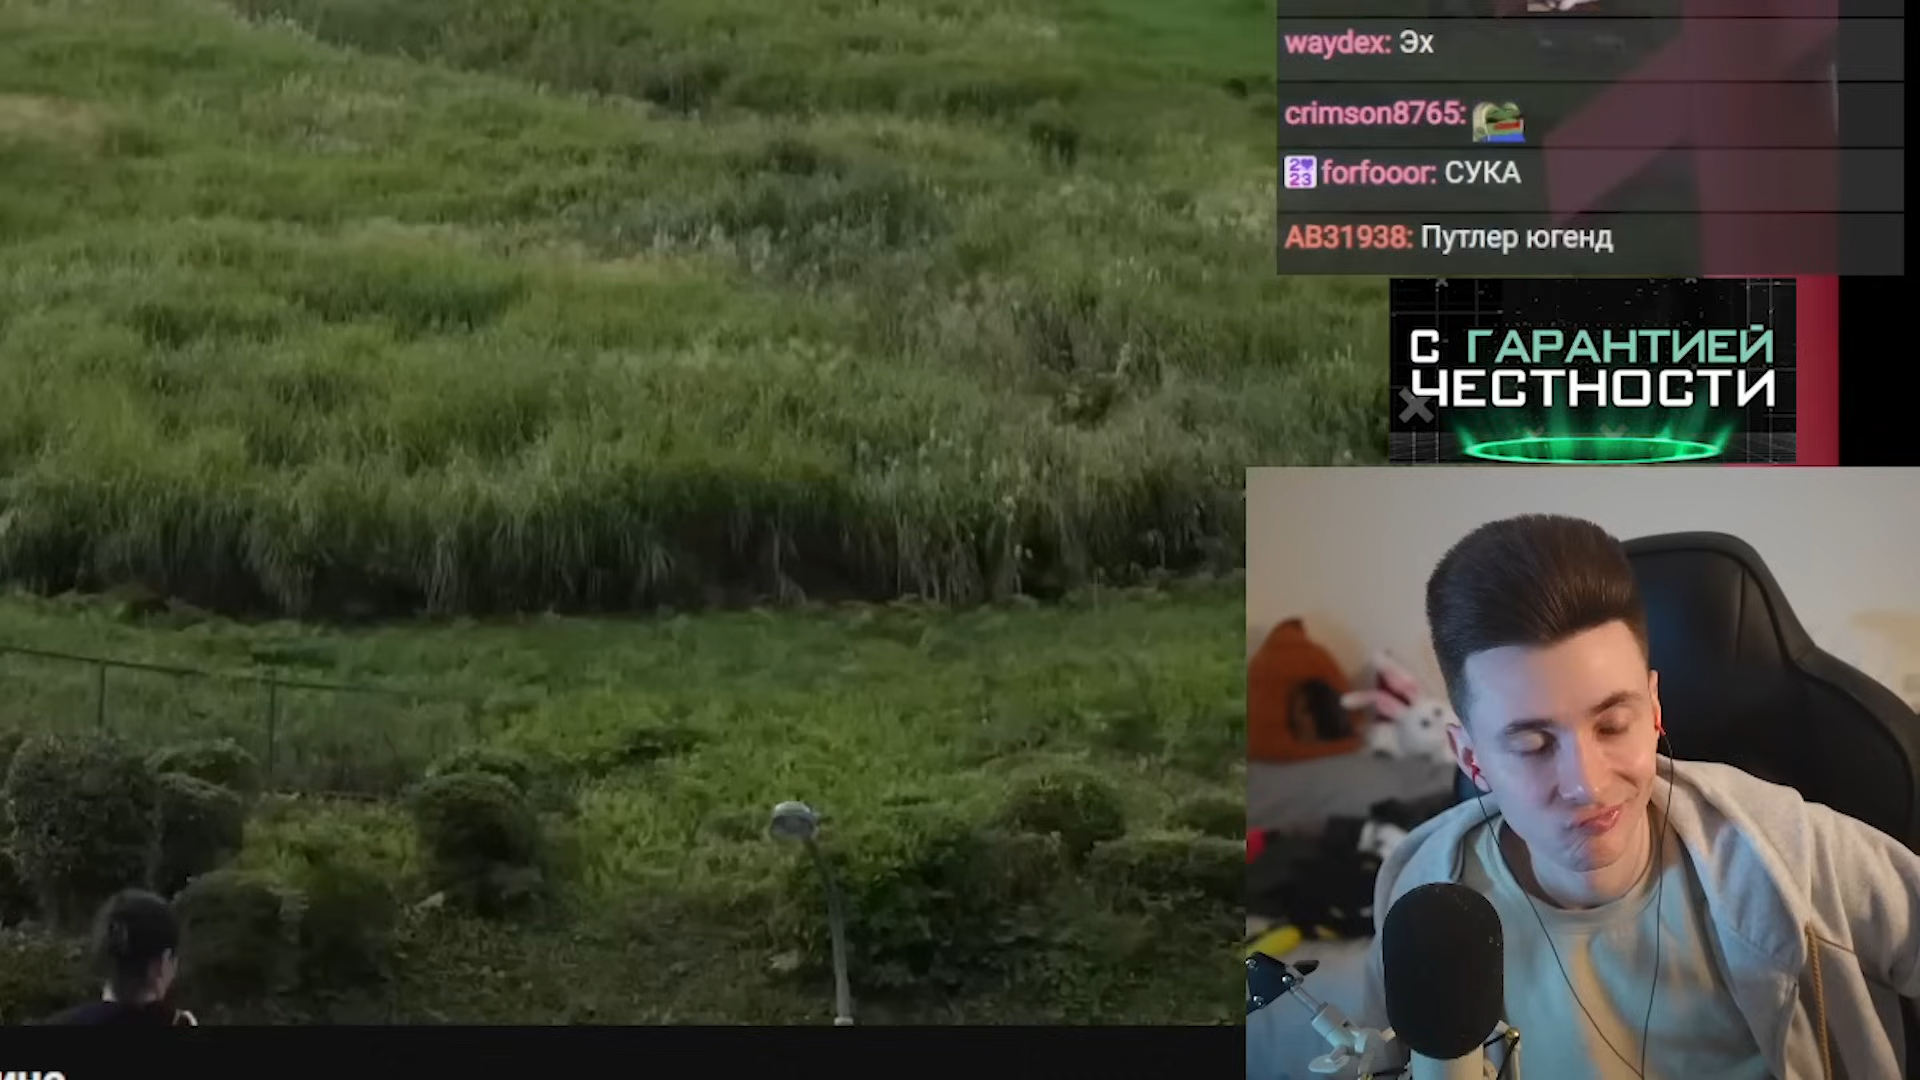 waydex: Эх
crimson8765:
forfooor: СУКА
AB31938: Путлер югенд
С ГАРАНТИЕЙ
ЧЕСТНОСТИ